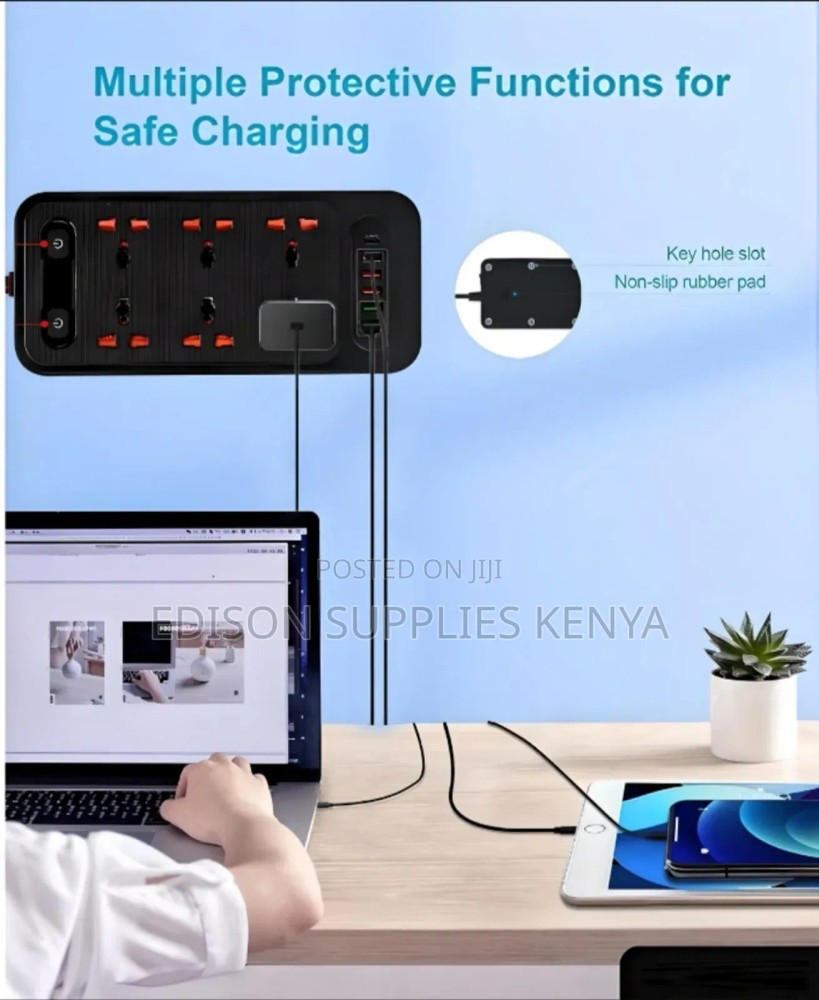 Multiple Protective Functions for
Safe Charging
Key hole slot
Non-slip rubber pad
POSTED ON JIJI
EDISON SUPPLIES KENYA